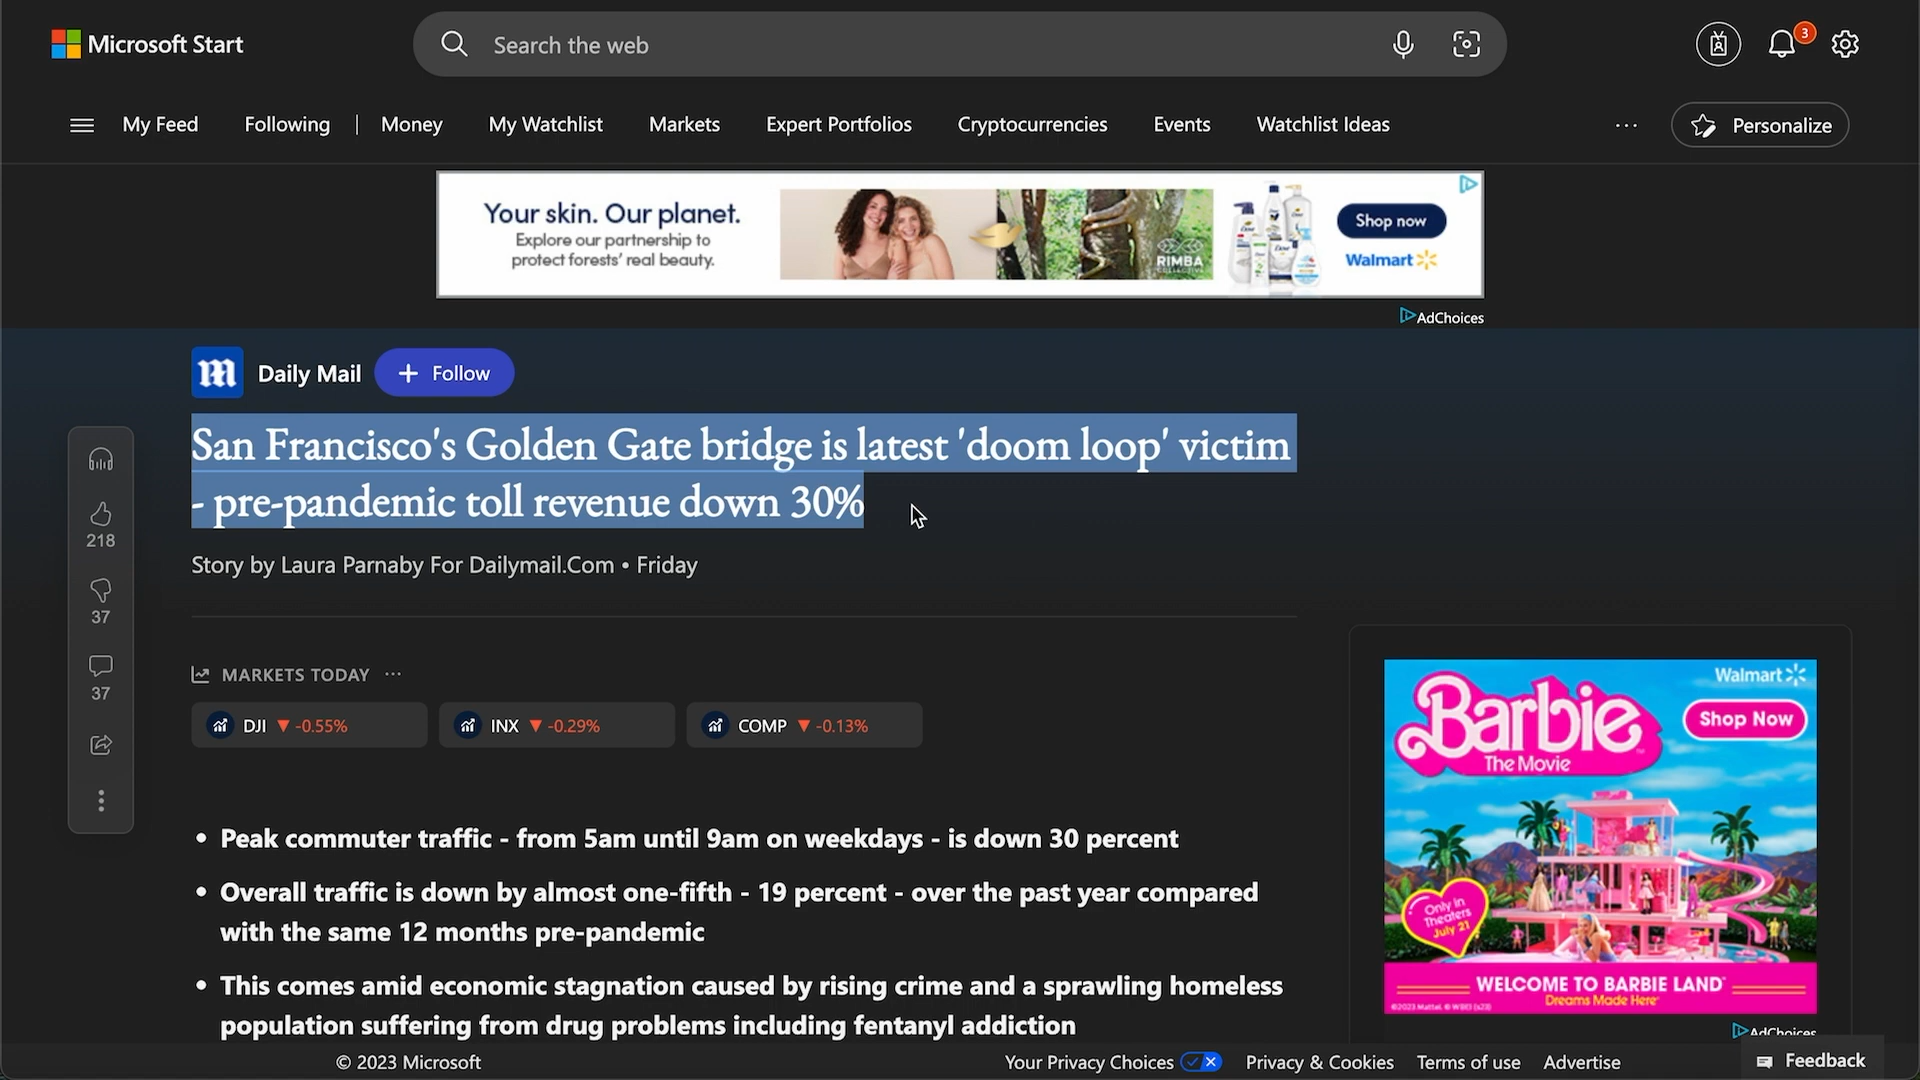 Microsoft Start
Search the web
3
My Feed
Following
Money
My Watchlist
Markets
Expert Portfolios
Cryptocurrencies
Events
Watchlist Ideas
Personalize
Your skin. Our planet.
Explore our partnership to
protect forests' real beauty.
RIMBA
COLLECTIVE
Shop now
Walmart
AdChoices
m
Daily Mail
+ Follow
San Francisco's Golden Gate bridge is latest 'doom loop' victim
- pre-pandemic toll revenue down 30%
Story by Laura Parnaby For Dailymail.Com • Friday
218
37
37
MARKETS TODAY
DJI ▼ -0.55%
INX ▼ -0.29%
COMP ▼ -0.13%
• Peak commuter traffic - from 5am until 9am on weekdays - is down 30 percent
• Overall traffic is down by almost one-fifth - 19 percent - over the past year compared
with the same 12 months pre-pandemic
• This comes amid economic stagnation caused by rising crime and a sprawling homeless
population suffering from drug problems including fentanyl addiction
Walmart
Barbie
The Movie
Shop Now
Only in
Theaters
July 21
WELCOME TO BARBIE LAND
Dreams Made Here
AdChoices
© 2023 Microsoft
Your Privacy Choices
Privacy & Cookies
Terms of use
Advertise
Feedback